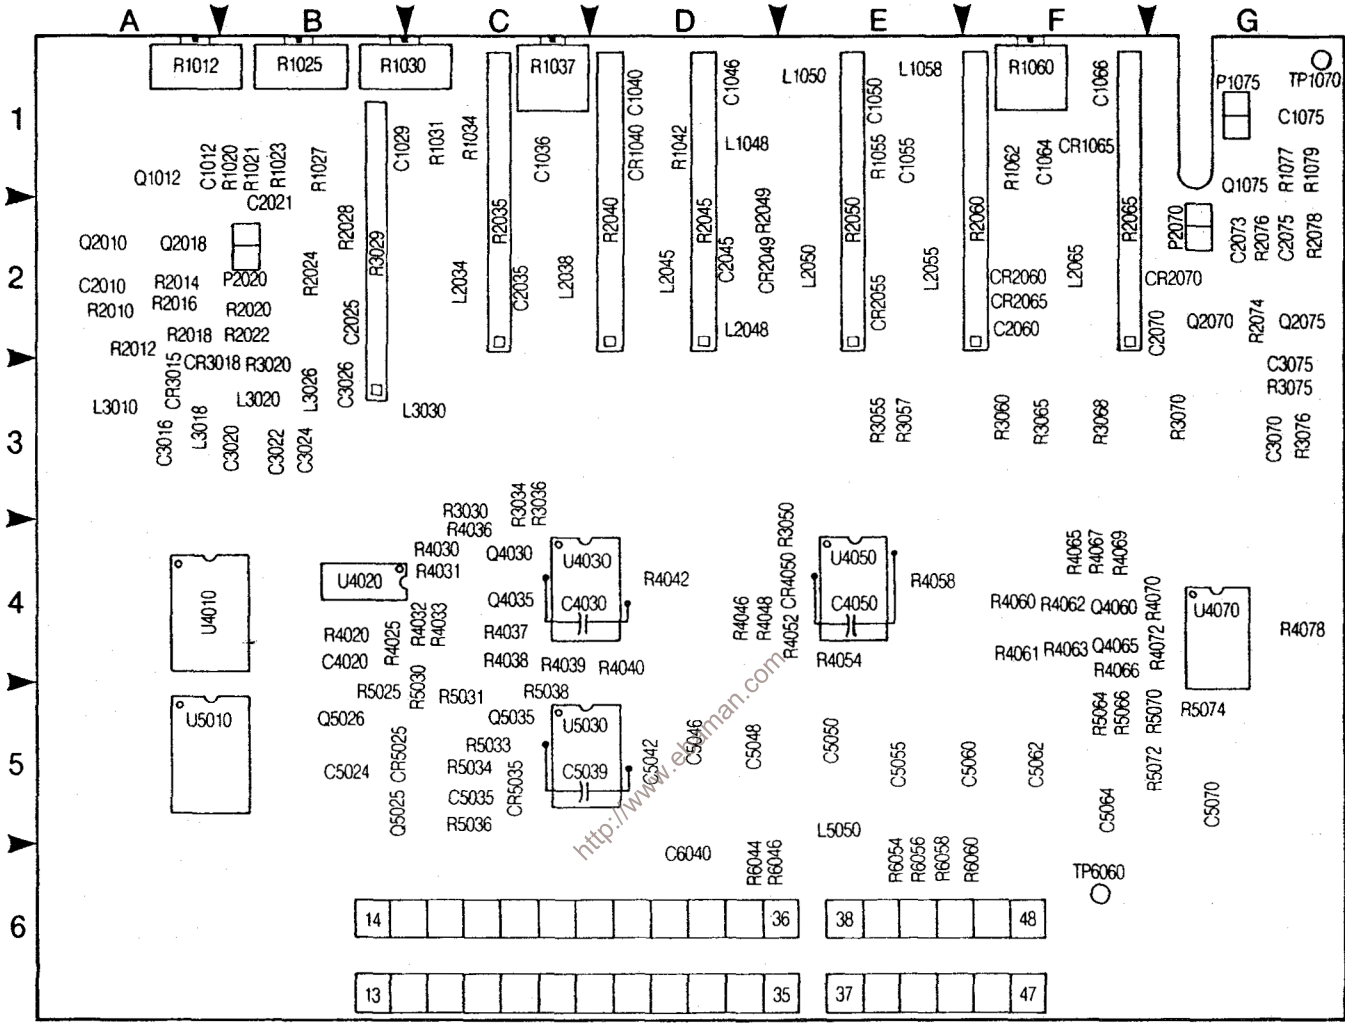 A B C D E F G
R1012 R1025 R1030 R1037 C1040 C1046 L1050 C1050 L1058 R1060 C1066 P1075 TP1070
1
Q1012 C1012 R1020 R1021 R1023 R1027 C1029 R1031 R1034 C1036 CR1040 R1042 L1048 R1055 C1055 R1062 C1064 CR1065 C1075
Q1075 R1077 R1079
C2021
Q2010 Q2018 R2028 R3029 R2035 R2040 R2045 R2049 R2050 R2060 R2065 P2070 C2073 R2076 C2075 R2078
2
C2010 R2014 P2020 R2024 L2034 C2035 L2038 L2045 C2045 CR2049 L2050 CR2055 L2055 CR2060 L2065 CR2070
R2010 R2016 R2020 C2025 CR2065
R2018 R2022 L2048 C2060 C2070 Q2070 R2074 Q2075
R2012 CR3015 CR3018 R3020 C3075
R3075
L3010 L3020 L3026 C3026 L3030
3
C3016 L3018 C3020 C3022 C3024 R3055 R3057 R3060 R3065 R3068 R3070 C3070 R3076
R3030 R3034 R3036 R3050
R4036
R4030 Q4030 U4030 U4050 R4065 R4067 R4069
U4020 R4031 R4042 CR4050 R4058
4
U4010 R4032 R4033 Q4035 C4030 R4046 R4048 C4050 R4060 R4062 Q4060 R4070 U4070
R4020 R4025 R4037 R4052 R4072 R4078
C4020 R4038 R4039 R4040 R4054 R4061 R4063 Q4065
R4066
R5025 R5030 R5031 R5038
U5010 Q5026 Q5035 U5030 R5064 R5066 R5070 R5074
5
CR5025 R5033 C5042 C5046 C5048 C5050
C5024 R5034 CR5035 C5039 C5055 C5060 C5062 R5072
Q5025 C5035 C5064 C5070
R5036 L5050
C6040 R6044 R6046 R6054 R6056 R6058 R6060 TP6060
6
14 36 38 48
13 35 37 47
http://www.ebaman.com